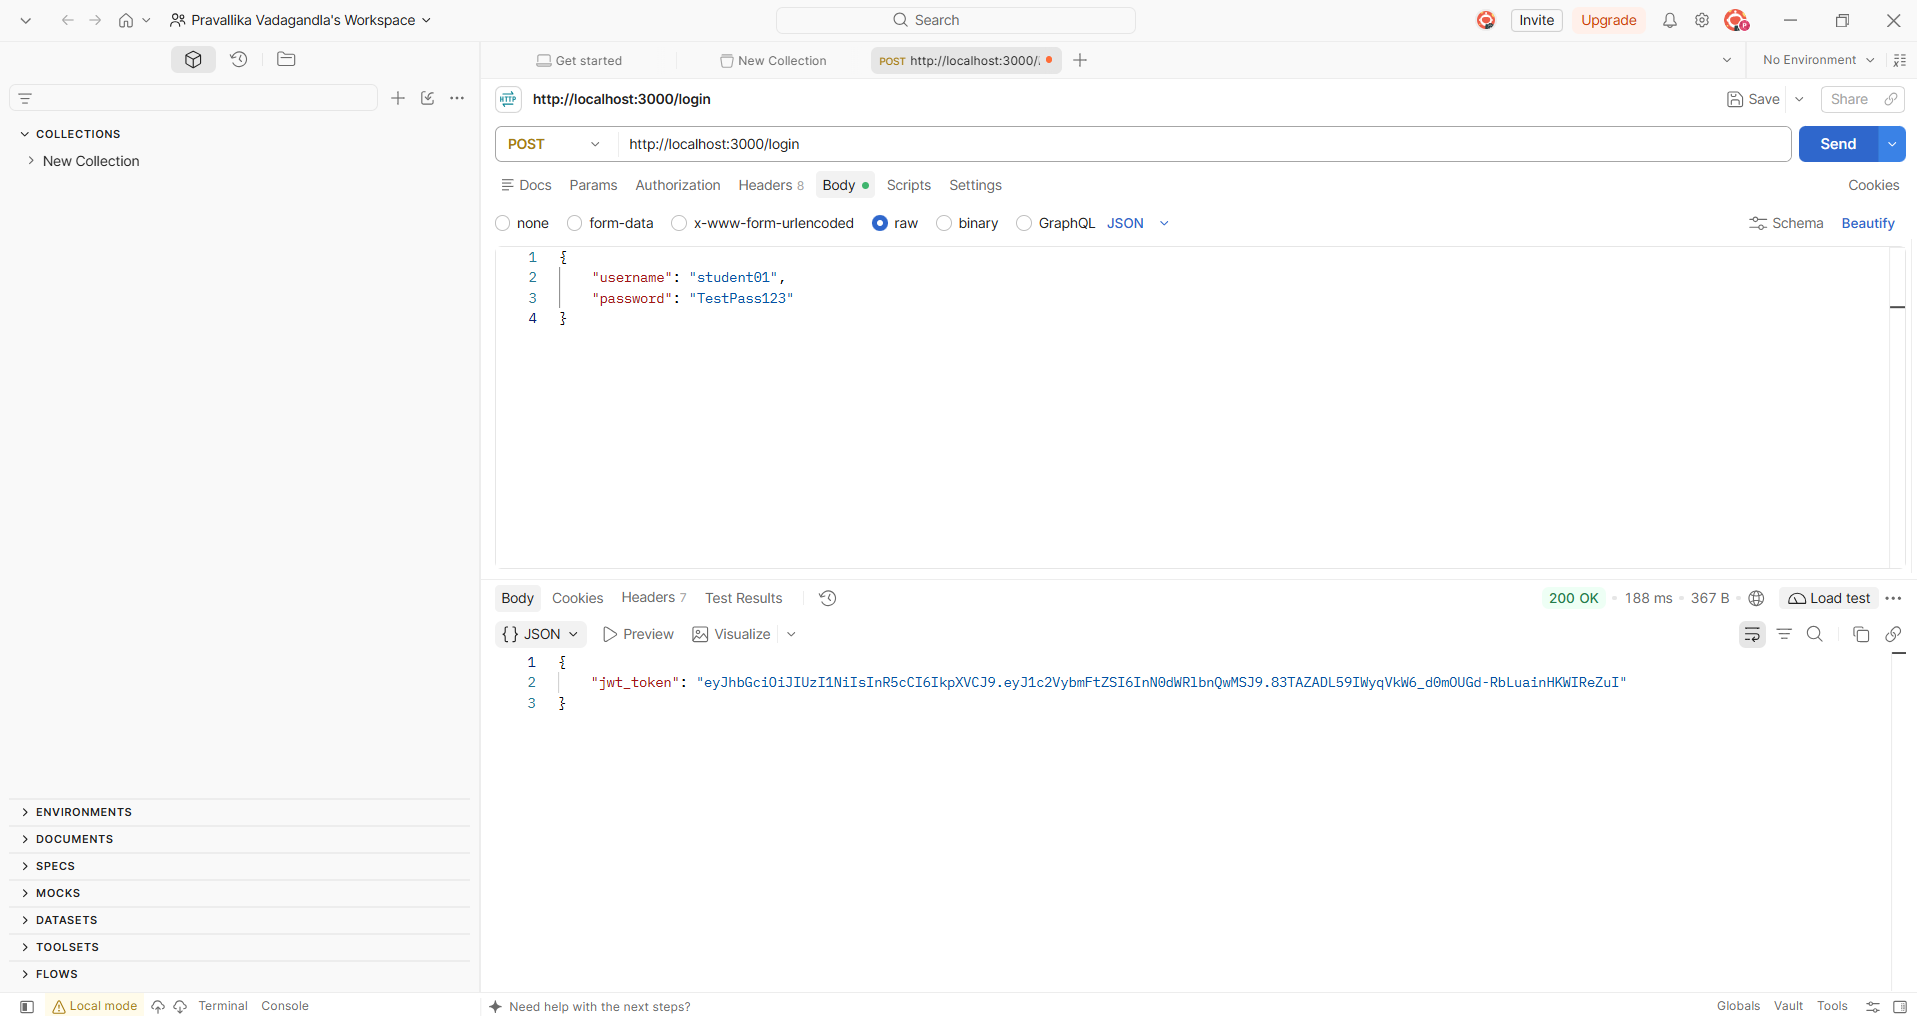 Pravallika Vadagandla's Workspace
Search
Invite
Upgrade
Get started
New Collection
POST http://localhost:3000/
No Environment
COLLECTIONS
New Collection
HTTP
http://localhost:3000/login
Save
Share
POST
http://localhost:3000/login
Send
Docs
Params
Authorization
Headers 8
Body
Scripts
Settings
Cookies
none
form-data
x-www-form-urlencoded
raw
binary
GraphQL
JSON
Schema
Beautify
1 {
2 "username": "student01",
3 "password": "TestPass123"
4 }
Body
Cookies
Headers 7
Test Results
200 OK
188 ms
367 B
Load test
{} JSON
Preview
Visualize
1 {
2 "jwt_token": "eyJhbGciOiJIUzI1NiIsInR5cCI6IkpXVCJ9.eyJ1c2VybmFtZSI6InN0dWRlbnQwMSJ9.83TAZADL59IWyqVkW6_d0mOUGd-RbLuainHKWIReZuI"
3 }
ENVIRONMENTS
DOCUMENTS
SPECS
MOCKS
DATASETS
TOOLSETS
FLOWS
Local mode
Terminal
Console
Need help with the next steps?
Globals
Vault
Tools